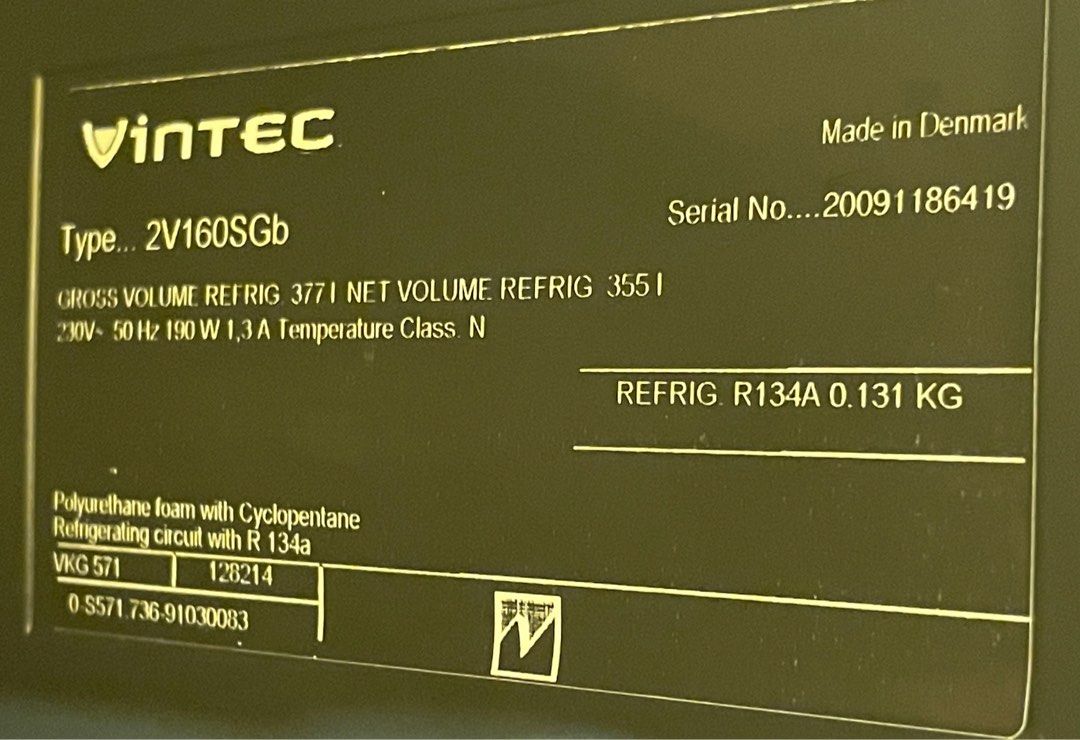 VinTEC
Made in Denmark
Type... 2V160SGb
Serial No....20091186419
GROSS VOLUME REFRIG. 377 l NET VOLUME REFRIG 355 l
230V~ 50 Hz 190 W 1,3 A Temperature Class. N
REFRIG. R134A 0.131 KG
Polyurethane foam with Cyclopentane
Refrigerating circuit with R 134a
VKG 571 128214
0-S571.736-91030083